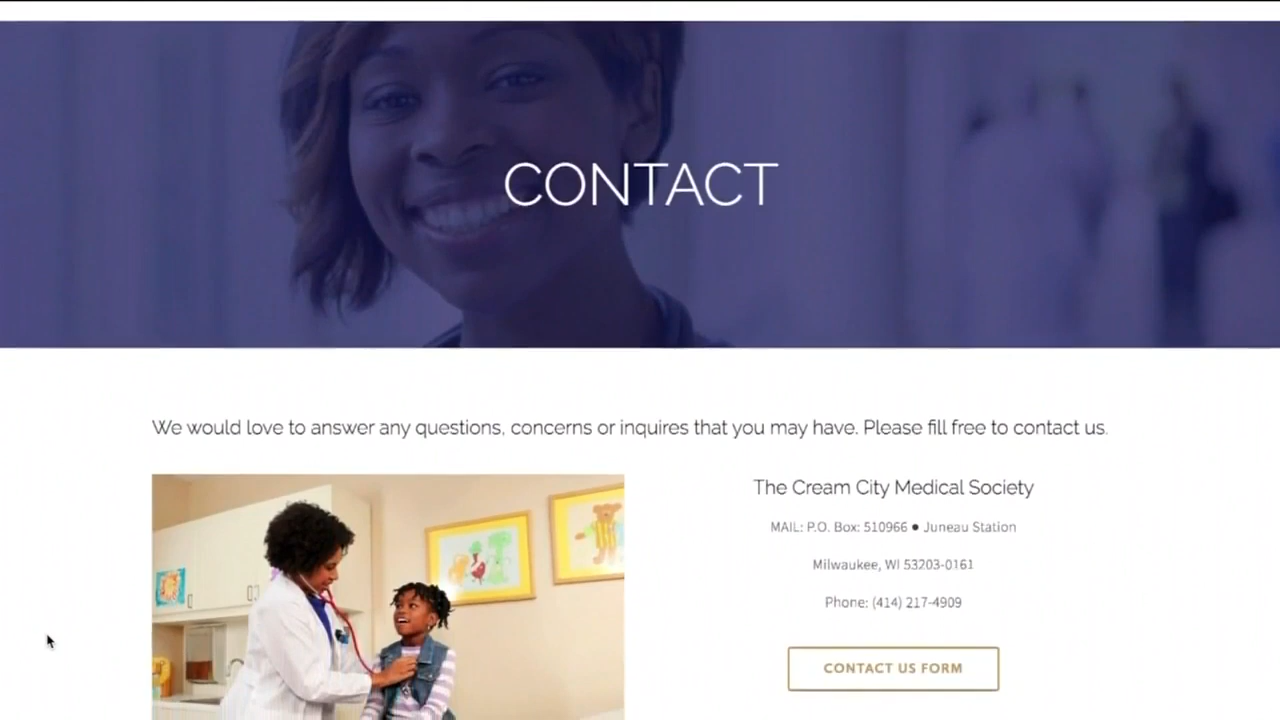 CONTACT
We would love to answer any questions, concerns or inquires that you may have. Please fill free to contact us.
The Cream City Medical Society
MAIL: P.O. Box: 510966 ● Juneau Station
Milwaukee, WI 53203-0161
Phone: (414) 217-4909
CONTACT US FORM